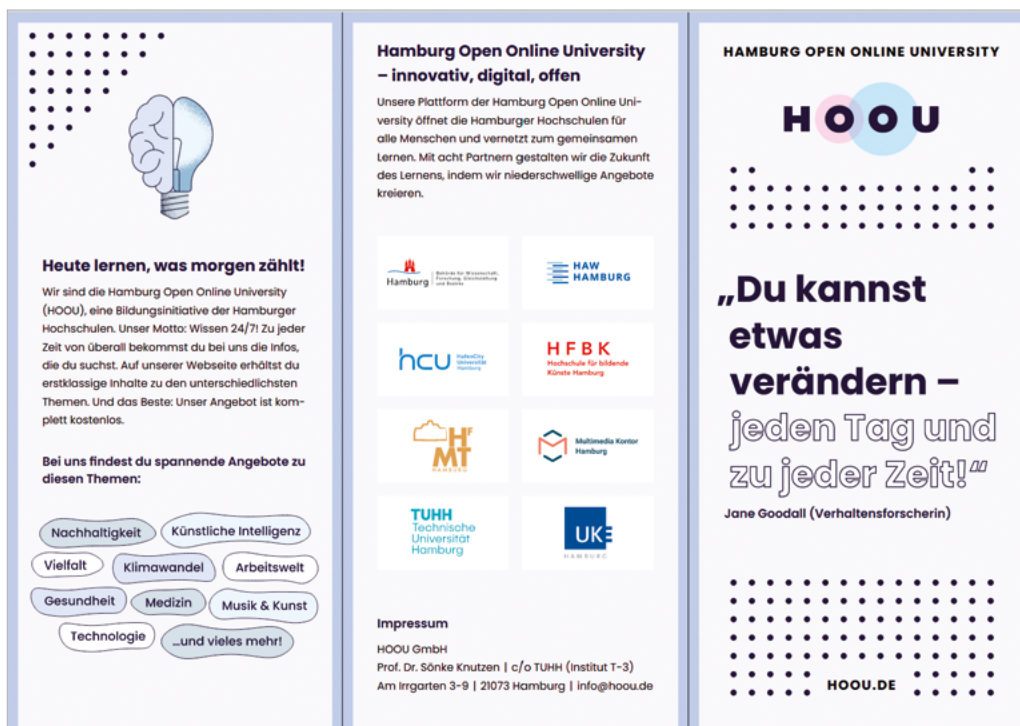 Heute lernen, was morgen zählt!
Wir sind die Hamburg Open Online University
(HOOU), eine Bildungsinitiative der Hamburger
Hochschulen. Unser Motto: Wissen 24/7! Zu jeder
Zeit von überall bekommst du bei uns die Infos,
die du suchst. Auf unserer Webseite erhältst du
erstklassige Inhalte zu den unterschiedlichsten
Themen. Und das Beste: Unser Angebot ist kom-
plett kostenlos.
Bei uns findest du spannende Angebote zu
diesen Themen:
Nachhaltigkeit
Künstliche Intelligenz
Vielfalt
Klimawandel
Arbeitswelt
Gesundheit
Medizin
Musik & Kunst
Technologie
...und vieles mehr!
Hamburg Open Online University
– innovativ, digital, offen
Unsere Plattform der Hamburg Open Online Uni-
versity öffnet die Hamburger Hochschulen für
alle Menschen und vernetzt zum gemeinsamen
Lernen. Mit acht Partnern gestalten wir die Zukunft
des Lernens, indem wir niederschwellige Angebote
kreieren.
Hamburg
Behörde für Wissenschaft,
Forschung, Gleichstellung
und Bezirke
HAW
HAMBURG
hcu
HafenCity
Universität
Hamburg
HFBK
Hochschule für bildende
Künste Hamburg
HfMT
HAMBURG
Multimedia Kontor
Hamburg
TUHH
Technische
Universität
Hamburg
UKE
HAMBURG
Impressum
HOOU GmbH
Prof. Dr. Sönke Knutzen | c/o TUHH (Institut T-3)
Am Irrgarten 3-9 | 21073 Hamburg | info@hoou.de
HAMBURG OPEN ONLINE UNIVERSITY
HOOU
„Du kannst
etwas
verändern –
jeden Tag und
zu jeder Zeit!“
Jane Goodall (Verhaltensforscherin)
HOOU.DE